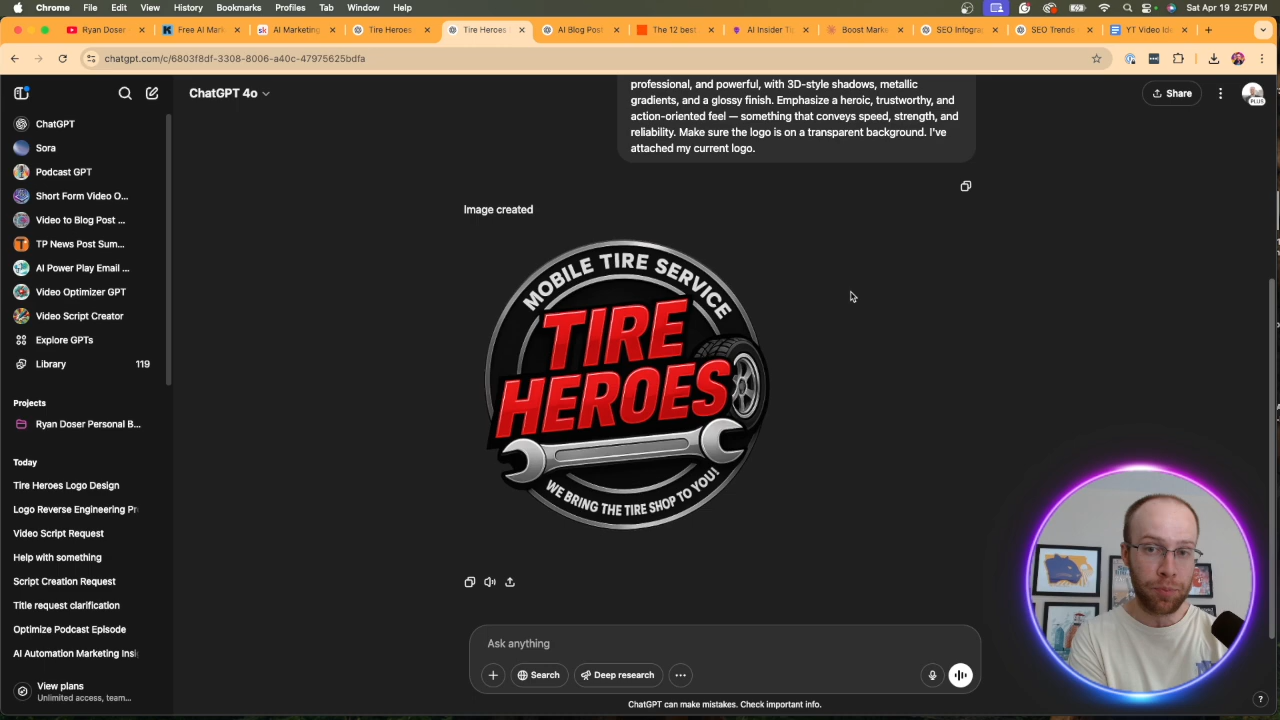 Chrome File Edit View History Bookmarks Profiles Tab Window Help
Sat Apr 19 2:57 PM
Ryan Doser
Free AI Mark
AI Marketing
Tire Heroes
Tire Heroes
AI Blog Post
The 12 best
AI Insider
Boost Marke
SEO Infogra
SEO Trends
YT Video Id
chatgpt.com/c/6803f8df-3308-8006-a40c-47975625bdfa
ChatGPT 4o
Share
PLUS
professional, and powerful, with 3D-style shadows, metallic
gradients, and a glossy finish. Emphasize a heroic, trustworthy, and
action-oriented feel — something that conveys speed, strength, and
reliability. Make sure the logo is on a transparent background. I've
attached my current logo.
ChatGPT
Sora
Podcast GPT
Short Form Video O...
Video to Blog Post ...
TP News Post Sum...
AI Power Play Email ...
Video Optimizer GPT
Video Script Creator
Explore GPTs
Library 119
Projects
Ryan Doser Personal B...
Today
Tire Heroes Logo Design
Logo Reverse Engineering Pr
Video Script Request
Help with something
Script Creation Request
Title request clarification
Optimize Podcast Episode
AI Automation Marketing Insi
View plans
Unlimited access, team...
Image created
MOBILE TIRE SERVICE
TIRE
HEROES
WE BRING THE TIRE SHOP TO YOU!
Ask anything
Search
Deep research
ChatGPT can make mistakes. Check important info.
?